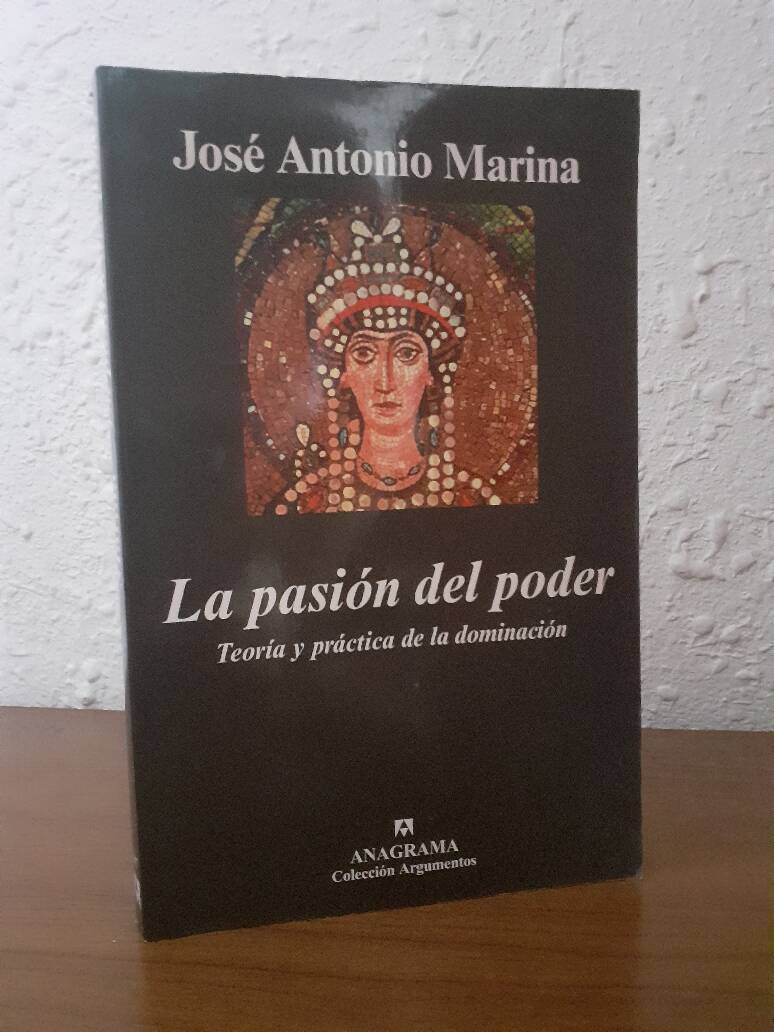 José Antonio Marina
La pasión del poder
Teoría y práctica de la dominación
ANAGRAMA
Colección Argumentos